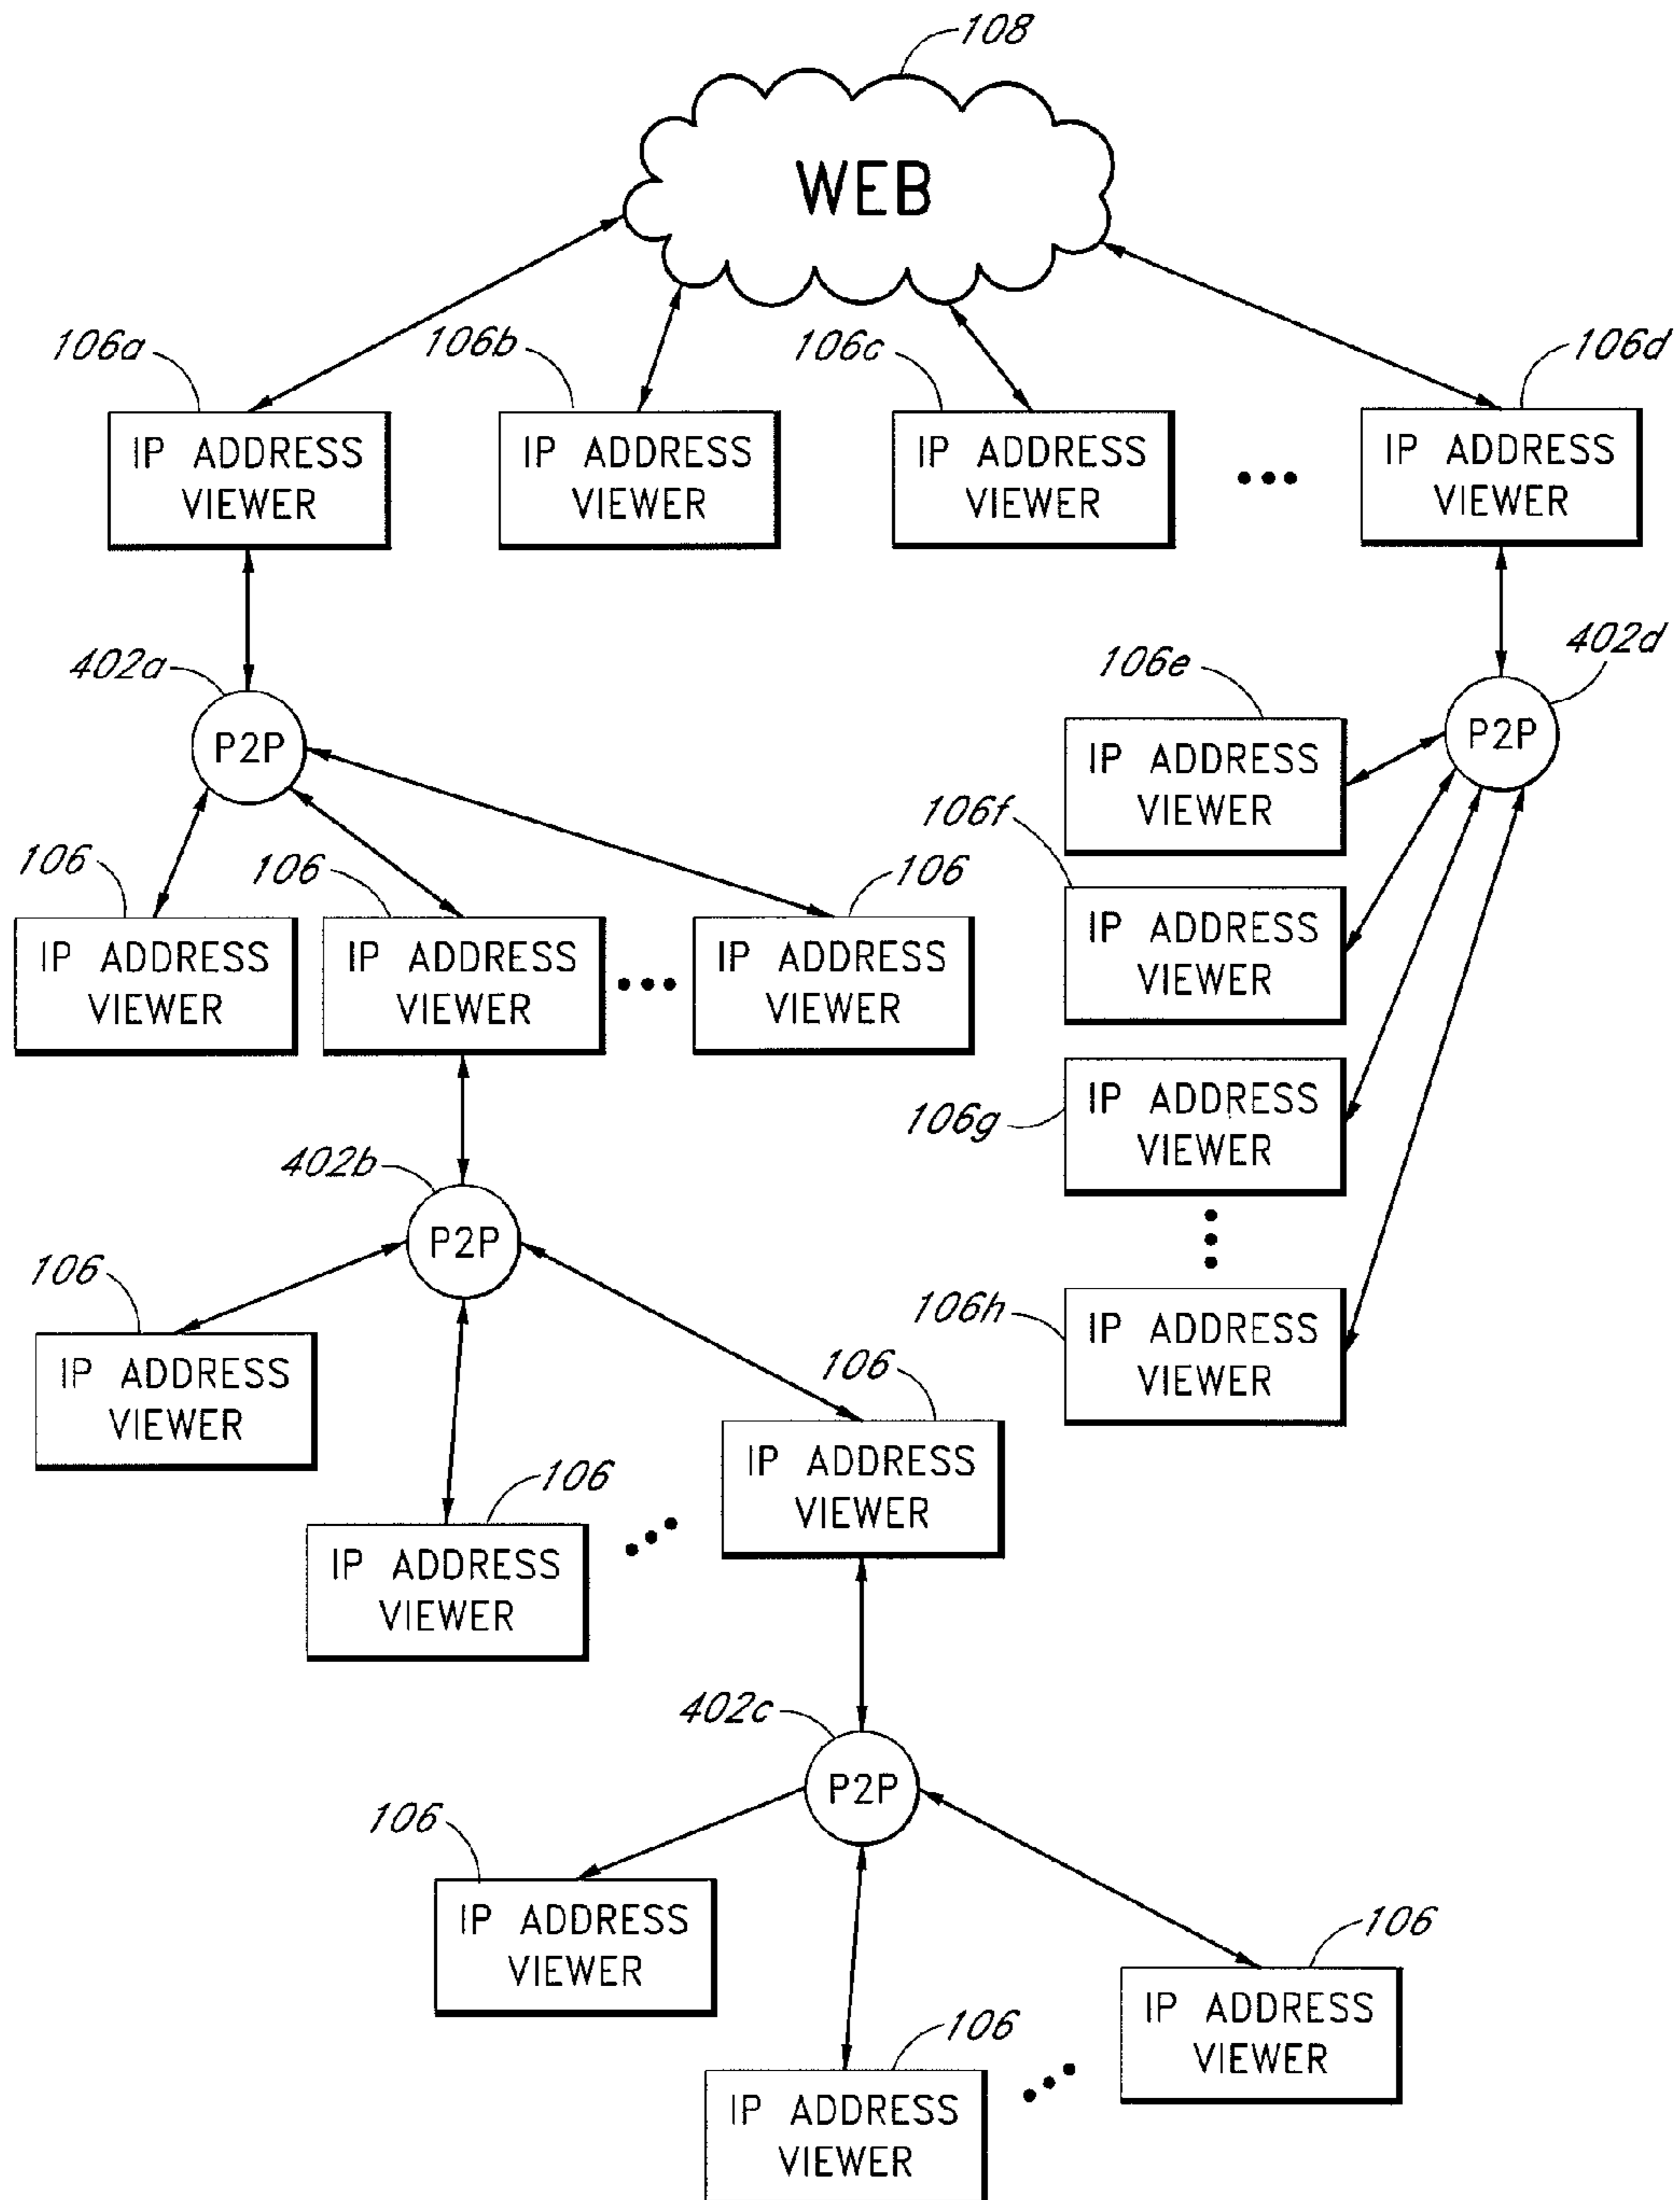 108
WEB
106a
106b
106c
106d
IP ADDRESS
VIEWER
IP ADDRESS
VIEWER
IP ADDRESS
VIEWER
IP ADDRESS
VIEWER
402a
P2P
402d
P2P
106e
IP ADDRESS
VIEWER
106f
IP ADDRESS
VIEWER
106g
IP ADDRESS
VIEWER
106h
IP ADDRESS
VIEWER
106
IP ADDRESS
VIEWER
106
IP ADDRESS
VIEWER
106
IP ADDRESS
VIEWER
402b
P2P
106
IP ADDRESS
VIEWER
106
IP ADDRESS
VIEWER
106
IP ADDRESS
VIEWER
402c
P2P
106
IP ADDRESS
VIEWER
106
IP ADDRESS
VIEWER
106
IP ADDRESS
VIEWER